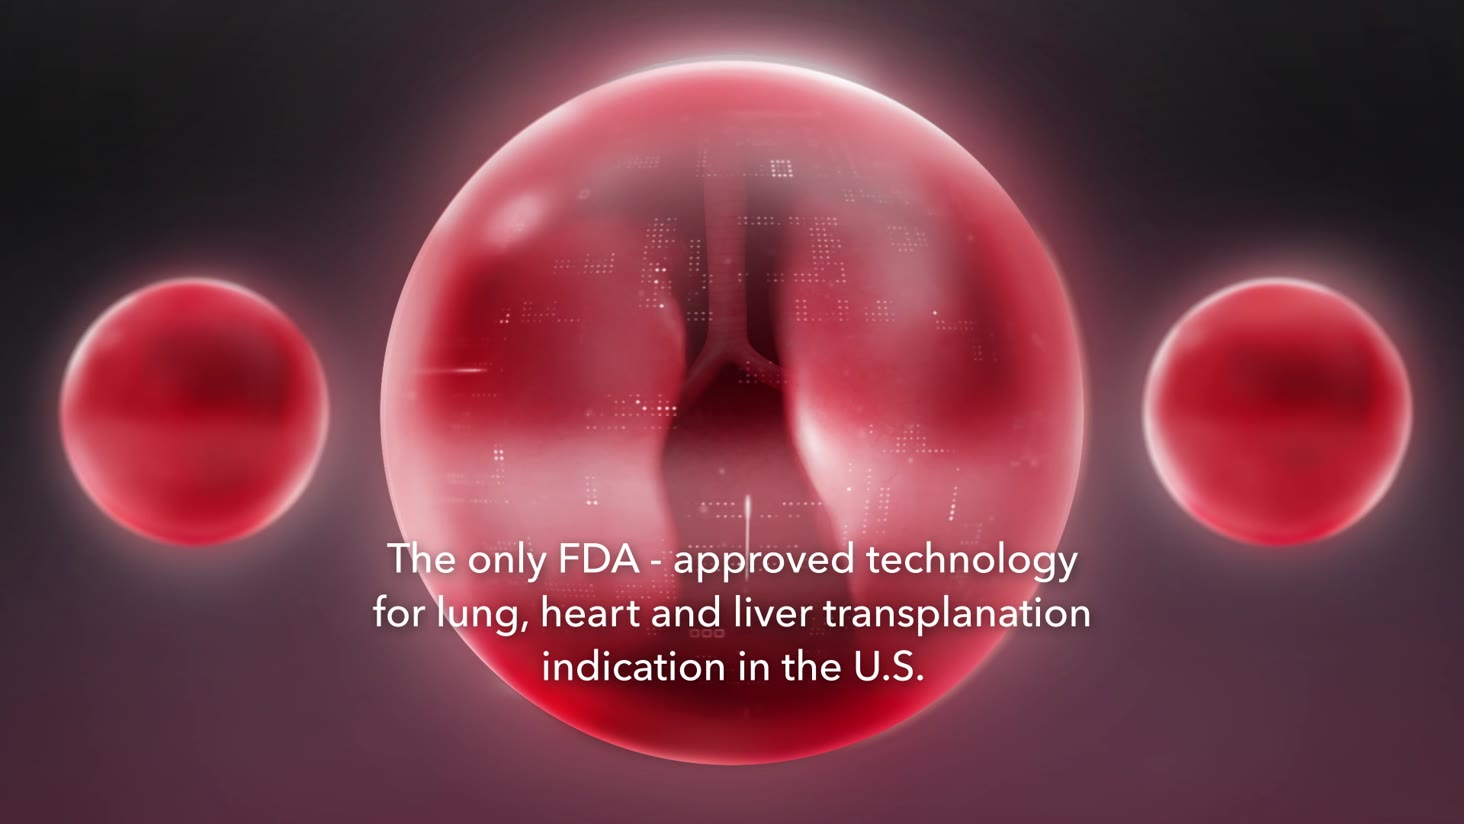 The only FDA - approved technology
for lung, heart and liver transplanation
indication in the U.S.